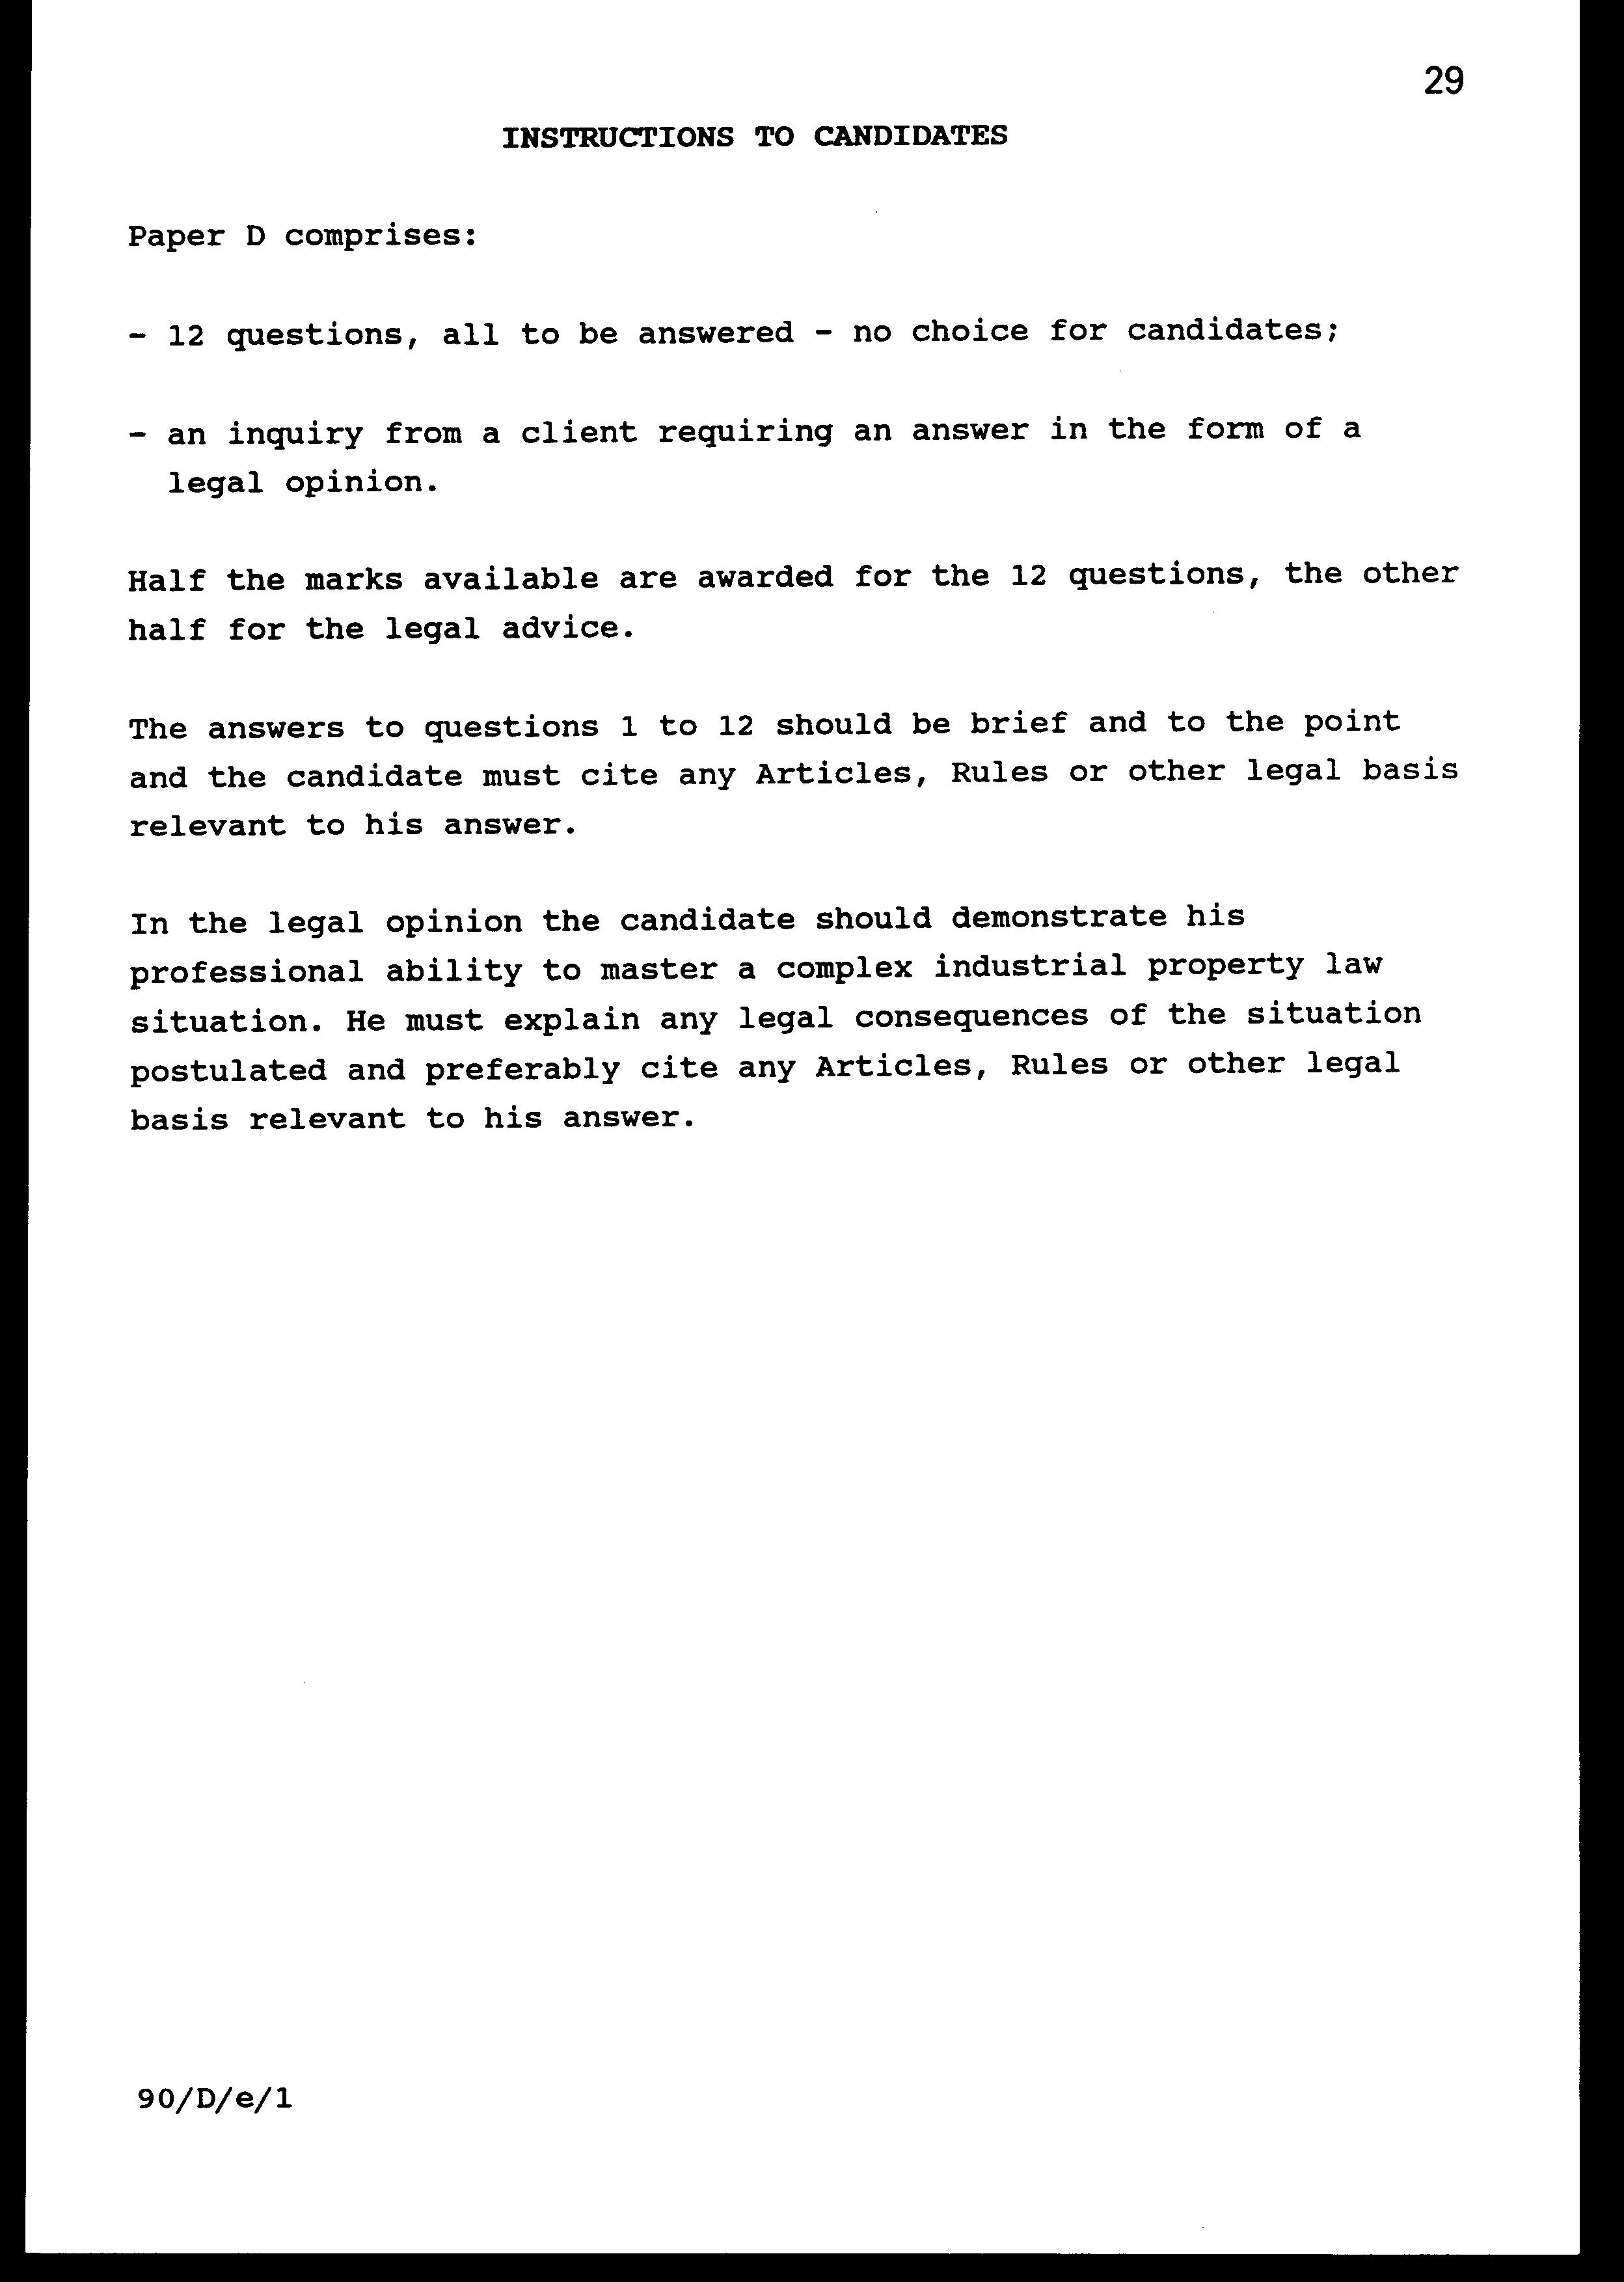 29
INSTRUCTIONS TO CANDIDATES
Paper D comprises:
- 12 questions, all to be answered - no choice for candidates;
- an inquiry from a client requiring an answer in the form of a
legal opinion.
Half the marks available are awarded for the 12 questions, the other
half for the legal advice.
The answers to questions 1 to 12 should be brief and to the point
and the candidate must cite any Articles, Rules or other legal basis
relevant to his answer.
In the legal opinion the candidate should demonstrate his
professional ability to master a complex industrial property law
situation. He must explain any legal consequences of the situation
postulated and preferably cite any Articles, Rules or other legal
basis relevant to his answer.
90/D/e/1